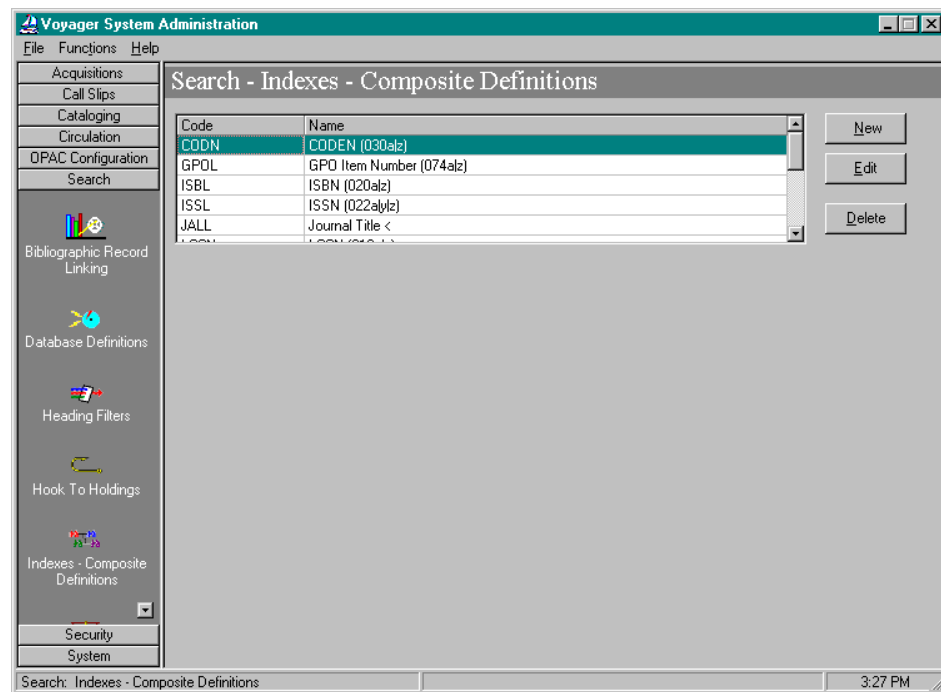 Voyager System Administration
File Functions Help
Acquisitions
Call Slips
Cataloging
Circulation
OPAC Configuration
Search
Bibliographic Record
Linking
Database Definitions
Heading Filters
Hook To Holdings
Indexes - Composite
Definitions
Security
System
Search - Indexes - Composite Definitions
Code Name
CODN CODEN (030a|z)
GPOL GPO Item Number (074a|z)
ISBL ISBN (020a|z)
ISSL ISSN (022a|y|z)
JALL Journal Title <
New
Edit
Delete
Search: Indexes - Composite Definitions
3:27 PM